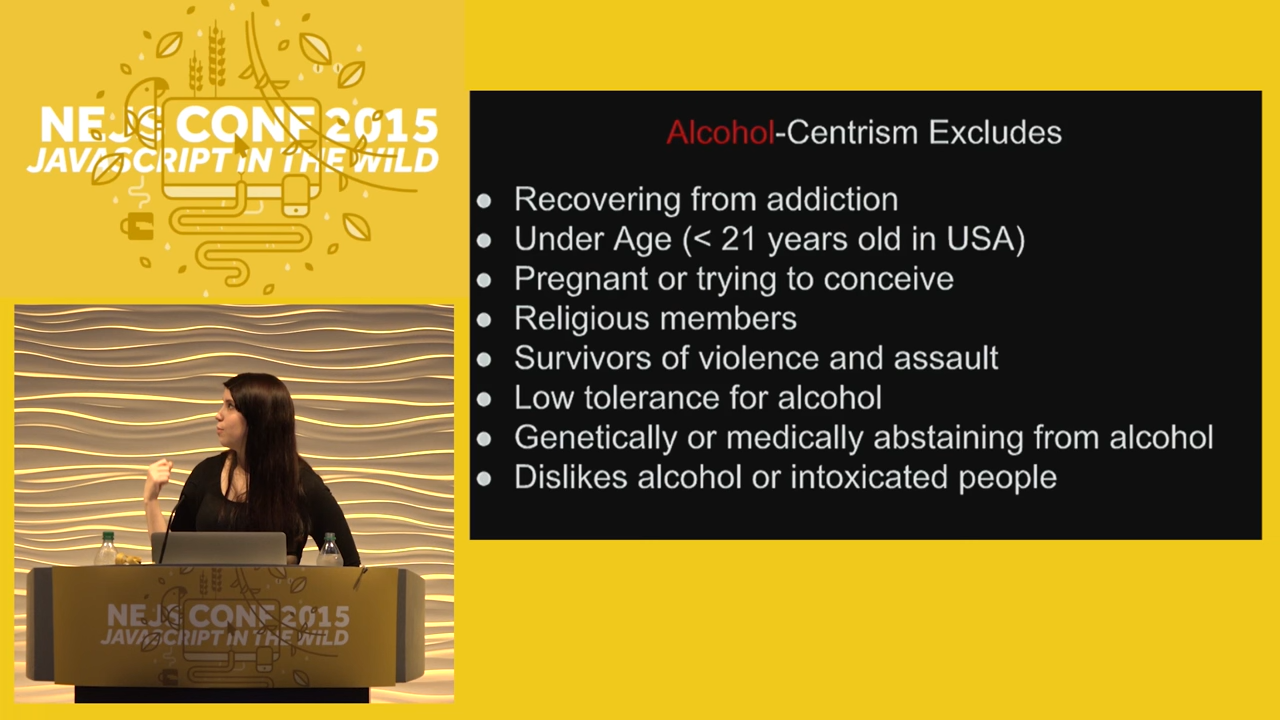 NEJS CONF 2015
JAVASCRIPT IN THE WILD
Alcohol-Centrism Excludes
● Recovering from addiction
● Under Age (< 21 years old in USA)
● Pregnant or trying to conceive
● Religious members
● Survivors of violence and assault
● Low tolerance for alcohol
● Genetically or medically abstaining from alcohol
● Dislikes alcohol or intoxicated people
NEJS CONF 2015
JAVASCRIPT IN THE WILD